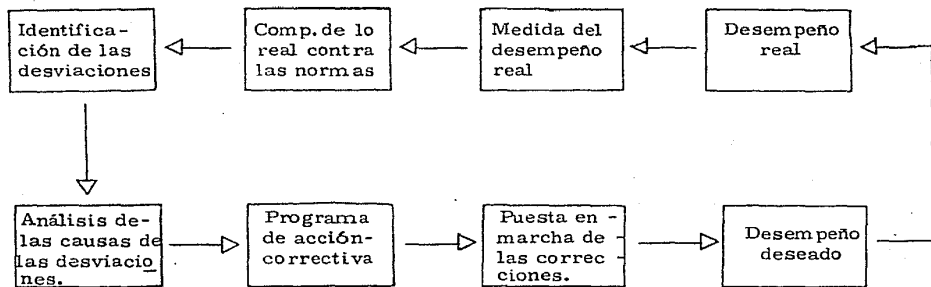 Identifica-
ción de las
desviaciones
Comp. de lo
real contra
las normas
Medida del
desempeño
real
Desempeño
real
Análisis de-
las causas de
las desviacio
nes.
Programa
de acción-
correctiva
Puesta en -
marcha de
las correc -
ciones.
Desempeño
deseado